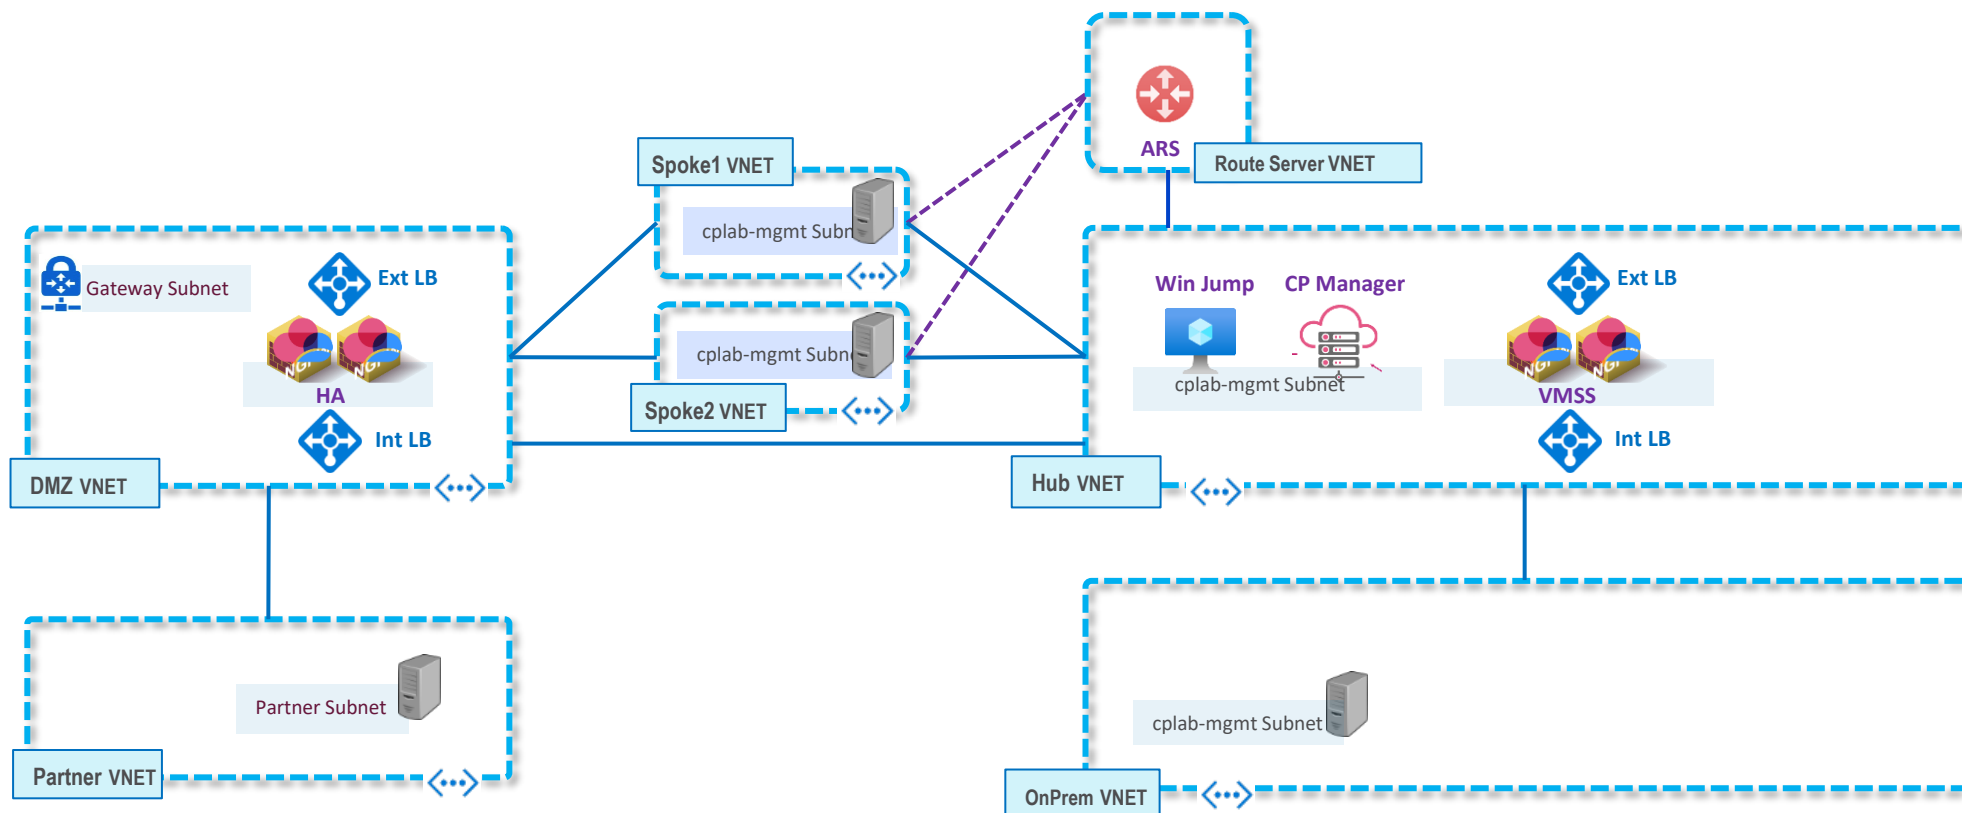 ARS
Route Server VNET
Spoke1 VNET
cplab-mgmt Subn
cplab-mgmt Subne
Spoke2 VNET
Gateway Subnet
Ext LB
HA
Int LB
DMZ VNET
Win Jump
CP Manager
cplab-mgmt Subnet
Ext LB
VMSS
Int LB
Hub VNET
Partner Subnet
Partner VNET
cplab-mgmt Subnet
OnPrem VNET